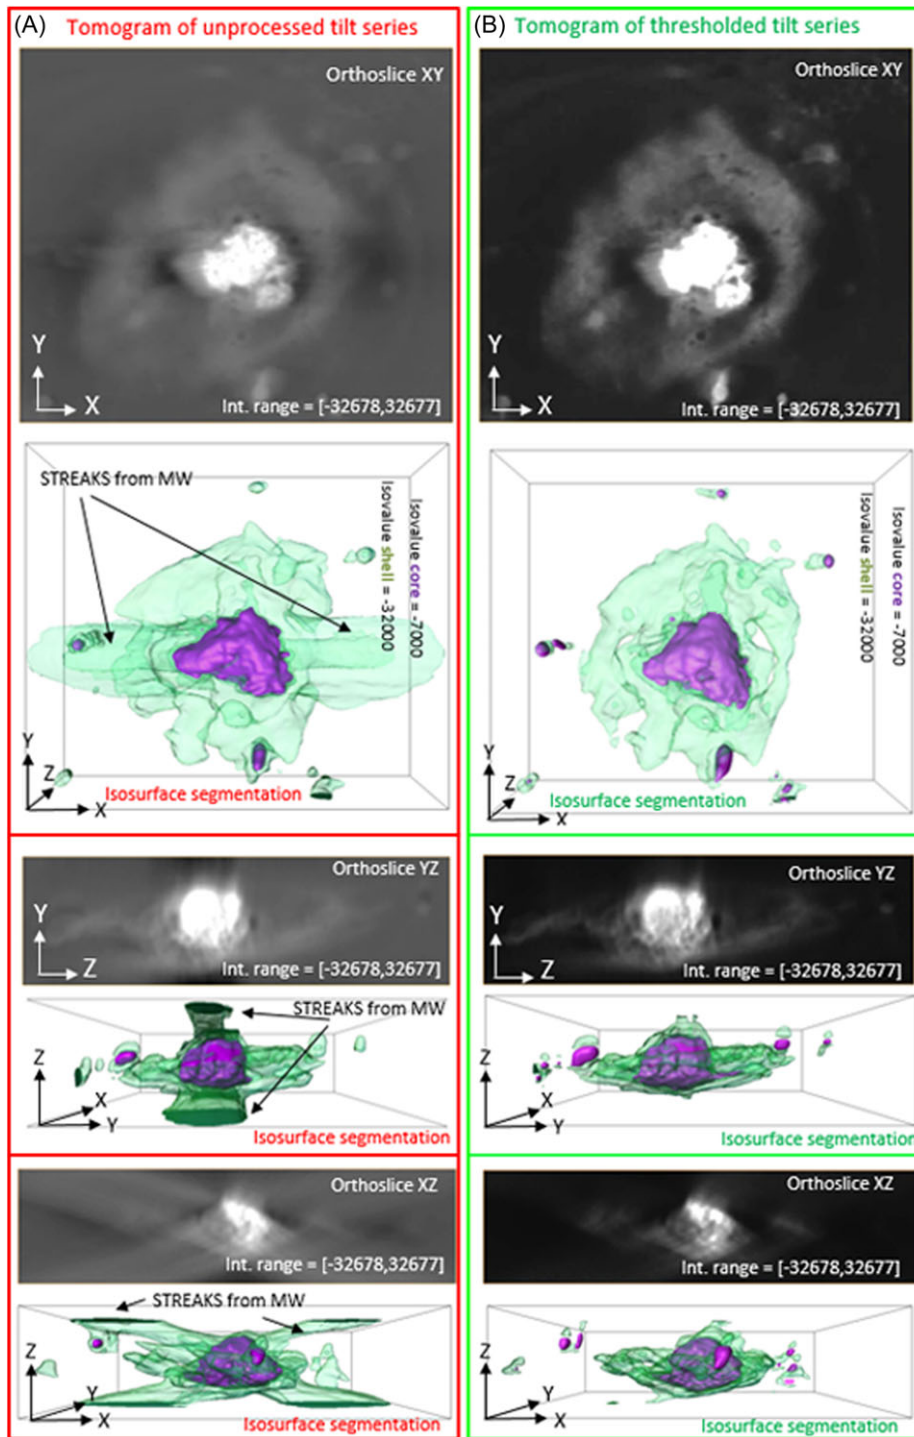 (A) Tomogram of unprocessed tilt series
Orthoslice XY
Y
X
Int. range = [-32678,32677]
STREAKS from MW
Isovalue core = -7000
Isovalue shell = -32000
Y
Z
X
Isosurface segmentation
Orthoslice YZ
Y
Z
Int. range = [-32678,32677]
STREAKS from MW
Z
X
Y
Isosurface segmentation
Orthoslice XZ
Int. range = [-32678,32677]
STREAKS from MW
Z
Y
X
Isosurface segmentation
(B) Tomogram of thresholded tilt series
Orthoslice XY
Y
X
Int. range = [-32678,32677]
Isovalue core = -7000
Isovalue shell = -32000
Y
Z
X
Isosurface segmentation
Orthoslice YZ
Y
Z
Int. range = [-32678,32677]
Z
X
Y
Isosurface segmentation
Orthoslice XZ
Int. range = [-32678,32677]
Z
Y
X
Isosurface segmentation